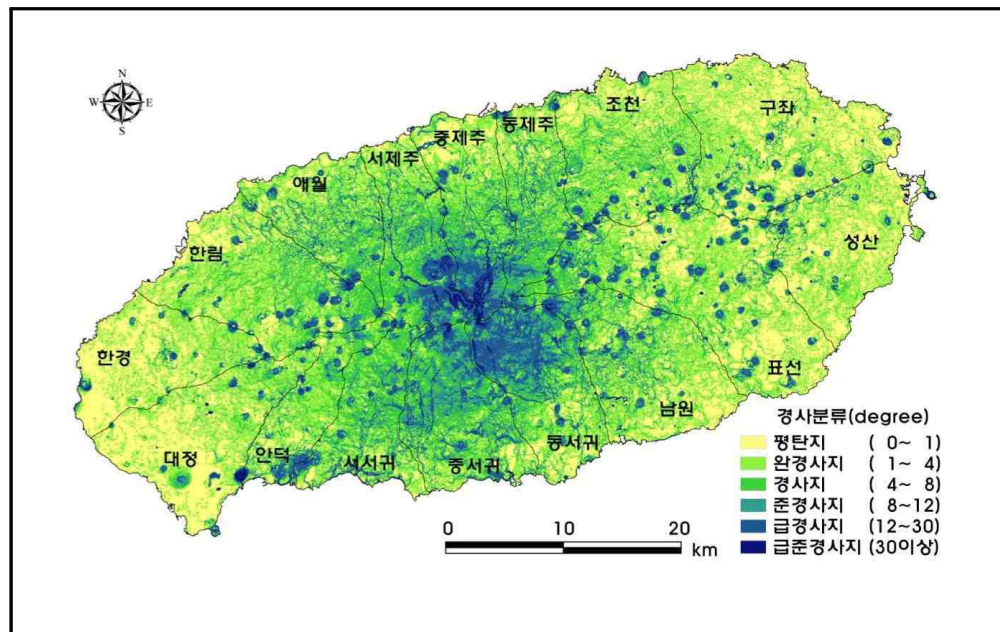 N
W E
S
조천
구좌
동제주
중제주
서제주
애월
성산
한림
한경
표선
남원
동서귀
대정
안덕
서서귀
중서귀
경사분류(degree)
평탄지 ( 0~ 1)
완경사지 ( 1~ 4)
경사지 ( 4~ 8)
준경사지 ( 8~12)
급경사지 (12~30)
급준경사지 (30이상)
0 10 20
km